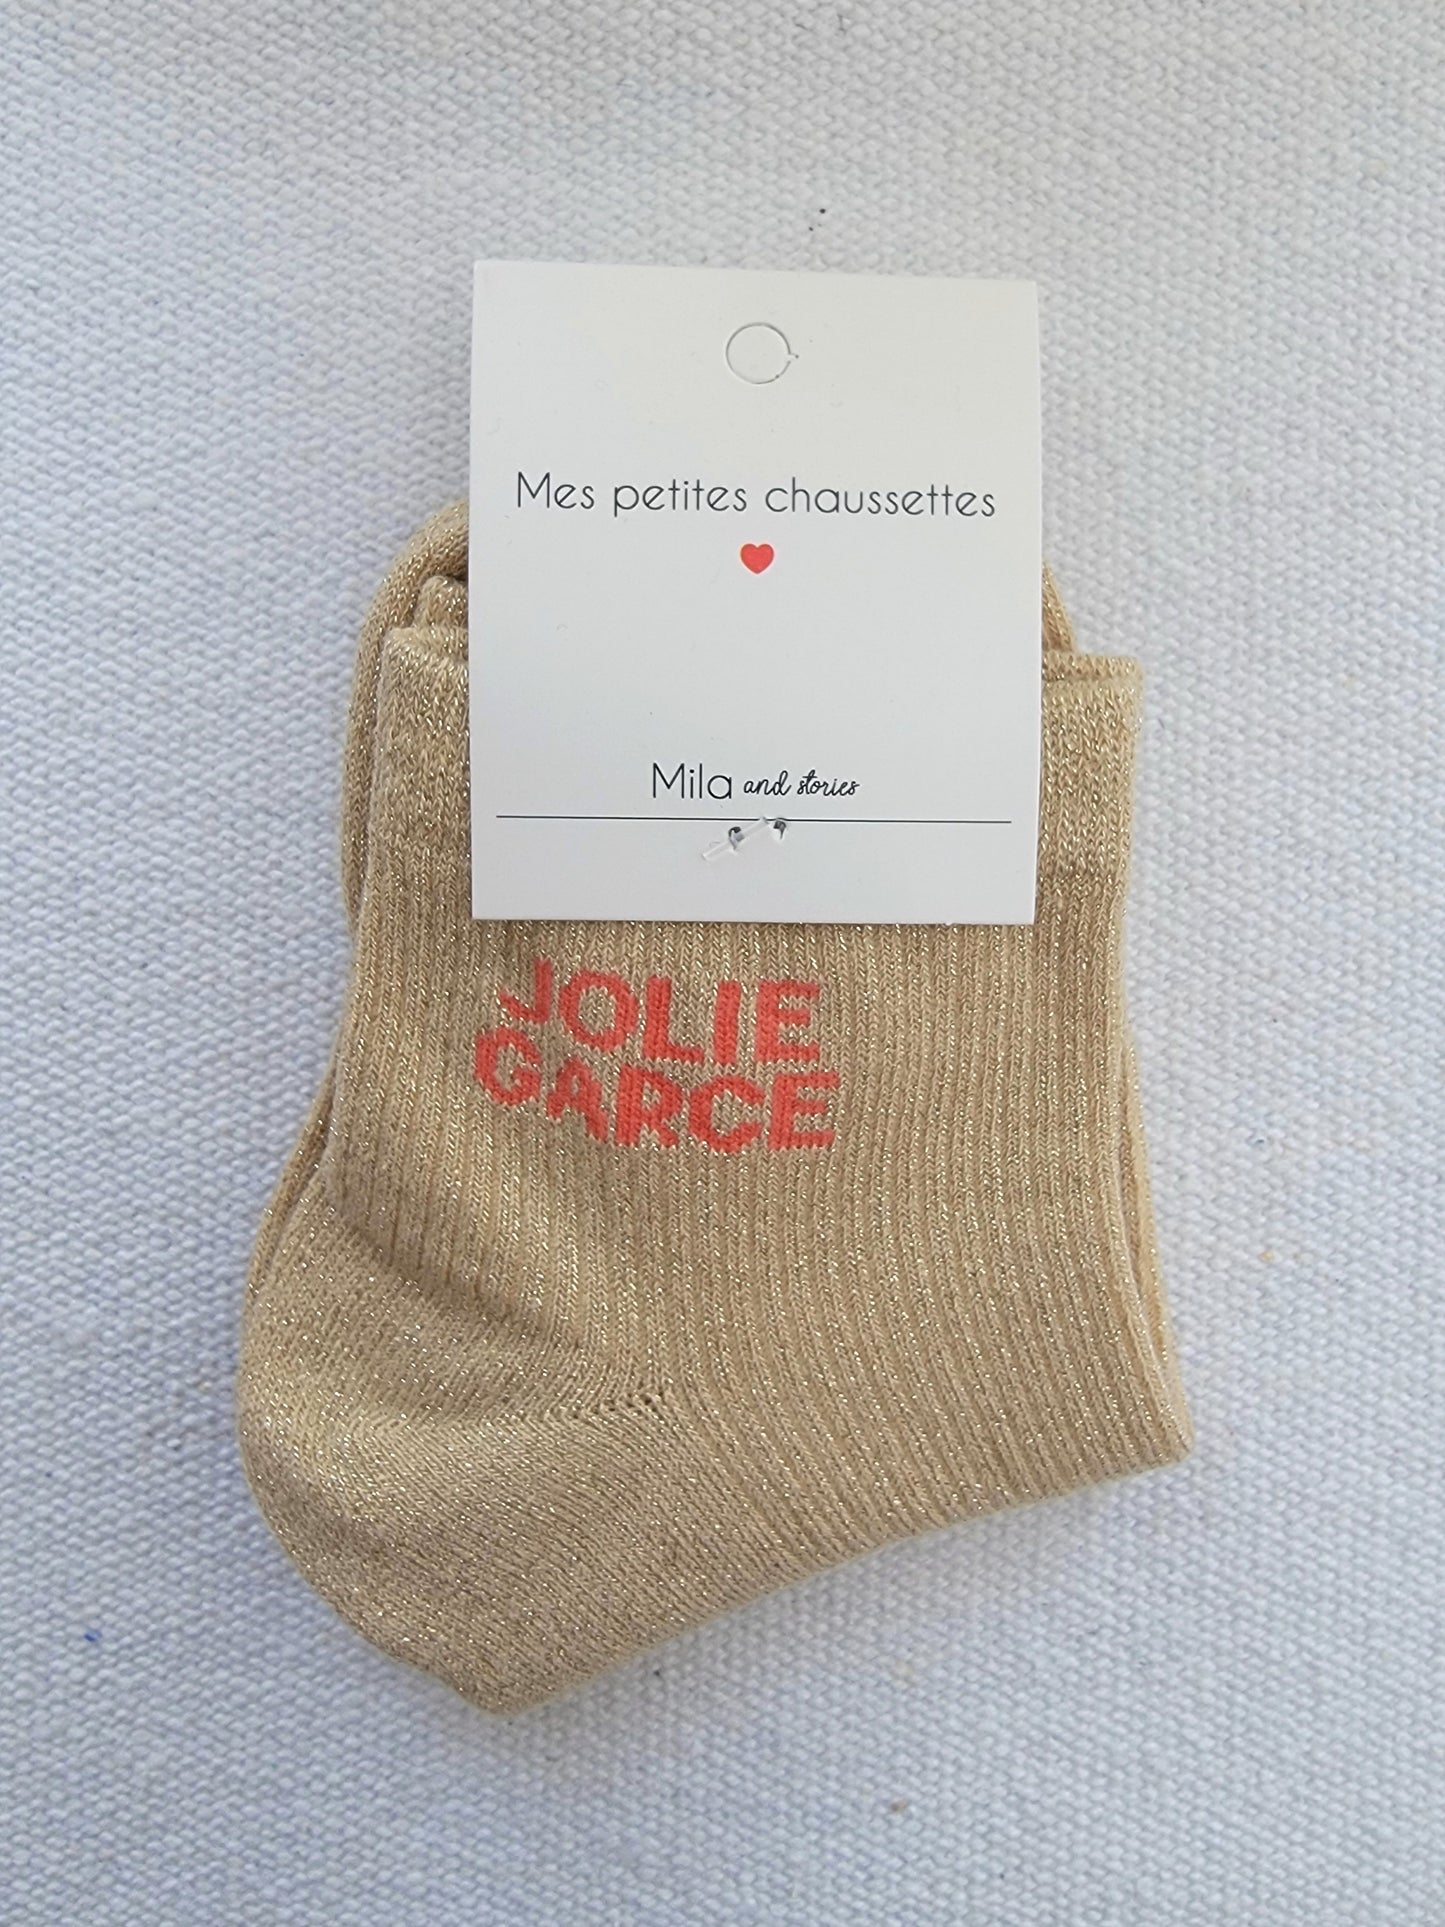 Mes petites chaussettes
Mila and stories
JOLIE
GARCE